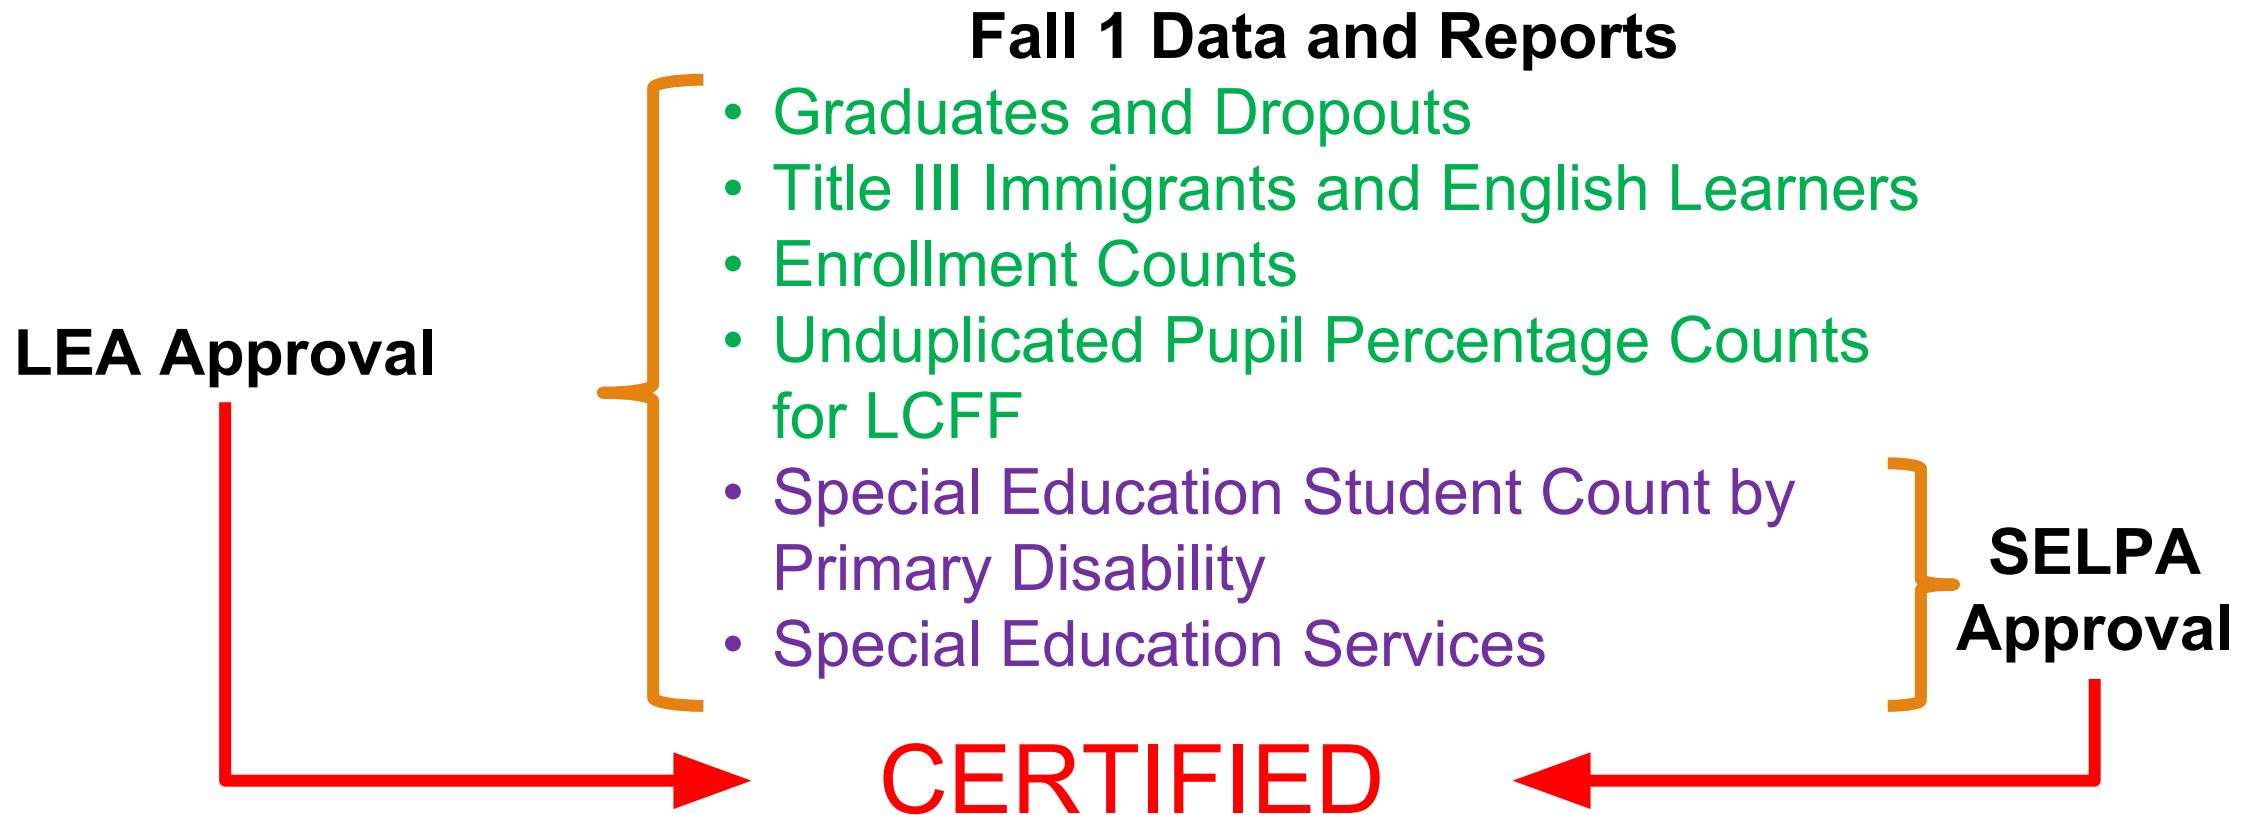 Fall 1 Data and Reports
• Graduates and Dropouts
• Title III Immigrants and English Learners
• Enrollment Counts
• Unduplicated Pupil Percentage Counts
for LCFF
• Special Education Student Count by
Primary Disability
• Special Education Services
LEA Approval
SELPA
Approval
CERTIFIED